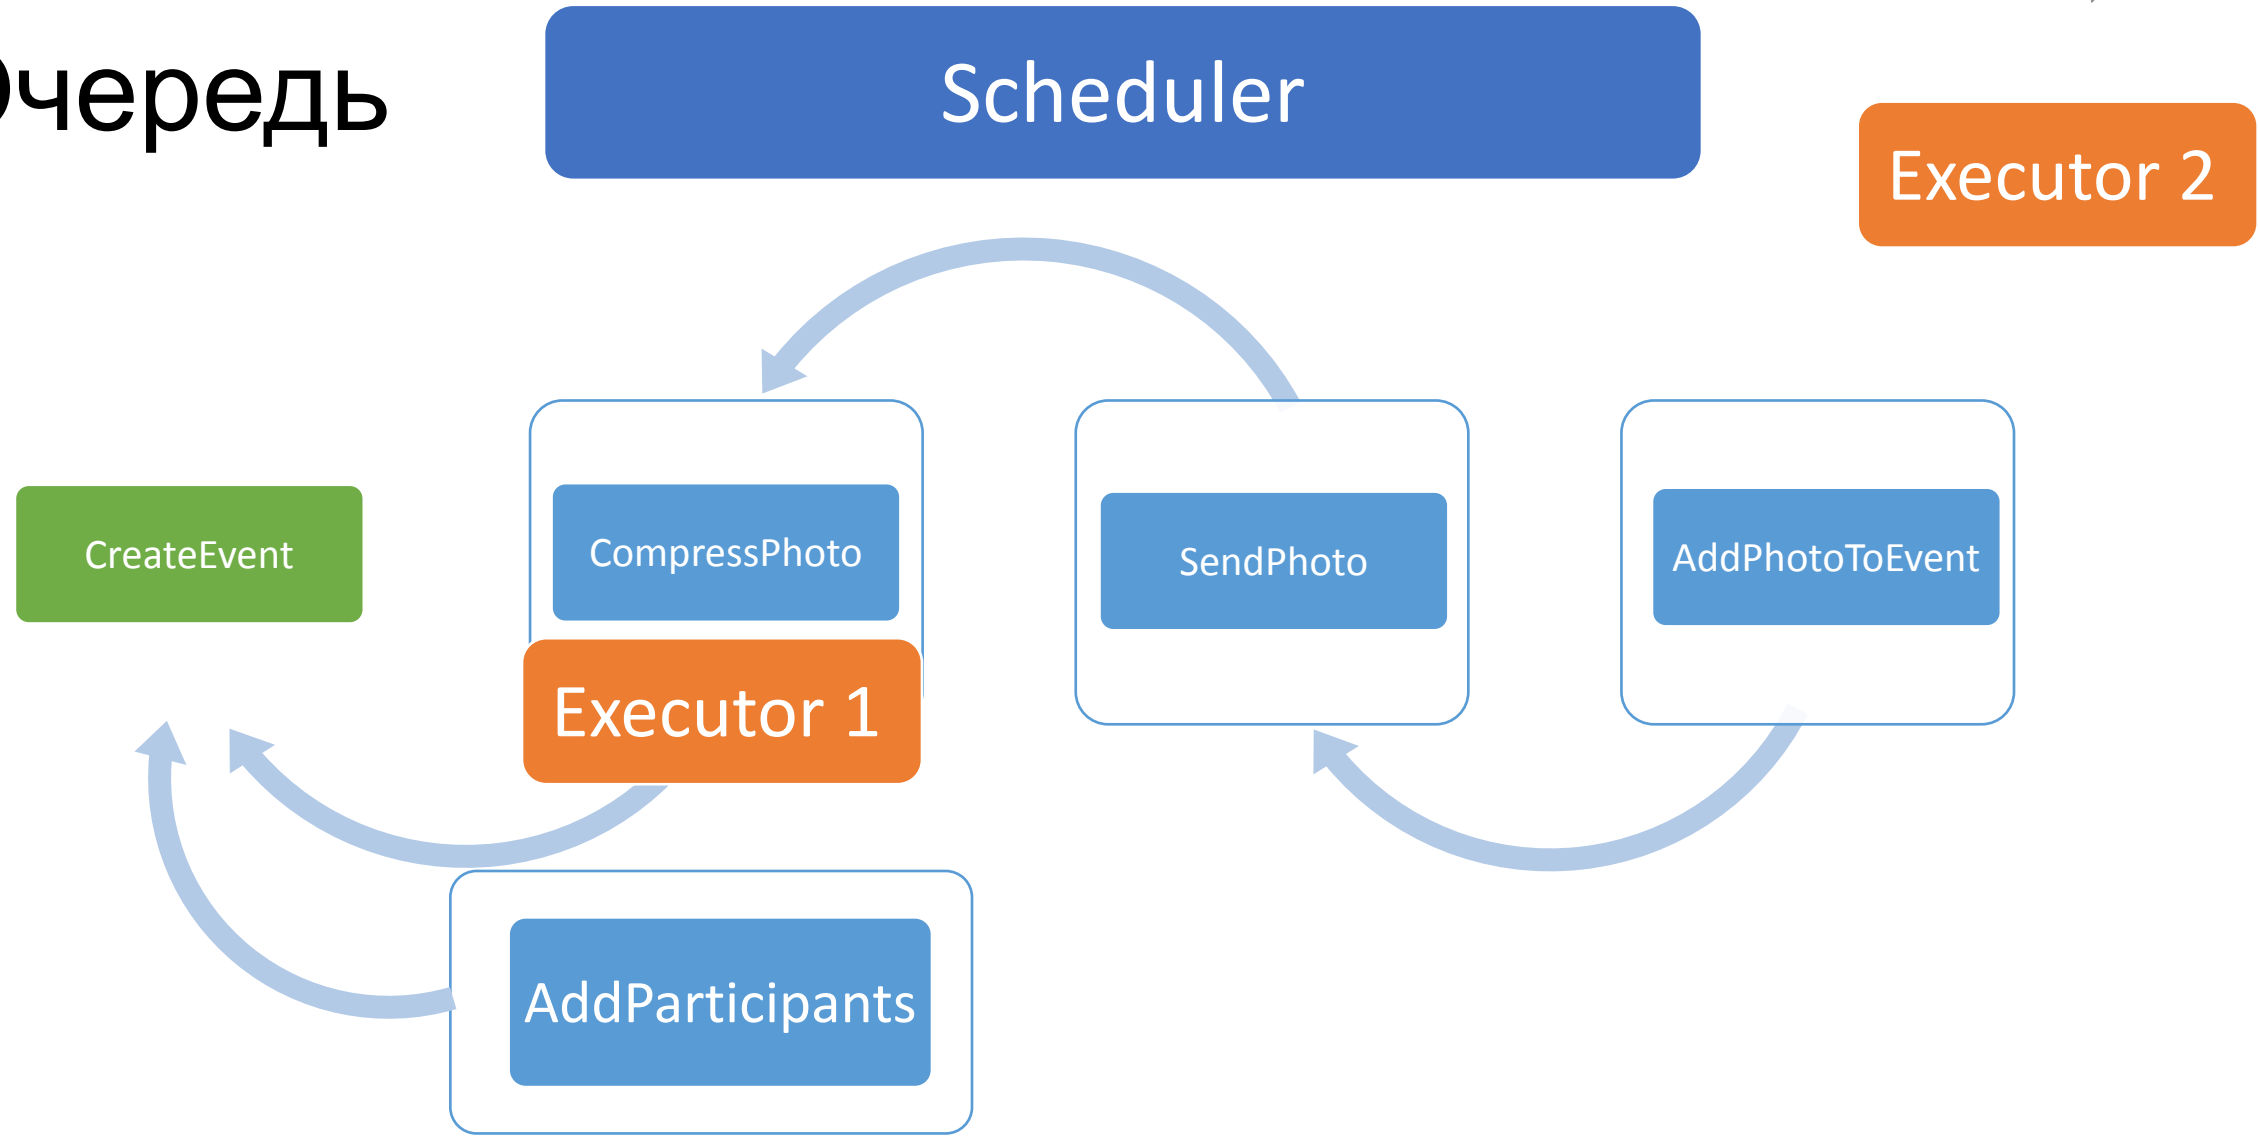 Очередь
Scheduler
Executor 2
CreateEvent
CompressPhoto
SendPhoto
AddPhotoToEvent
Executor 1
AddParticipants